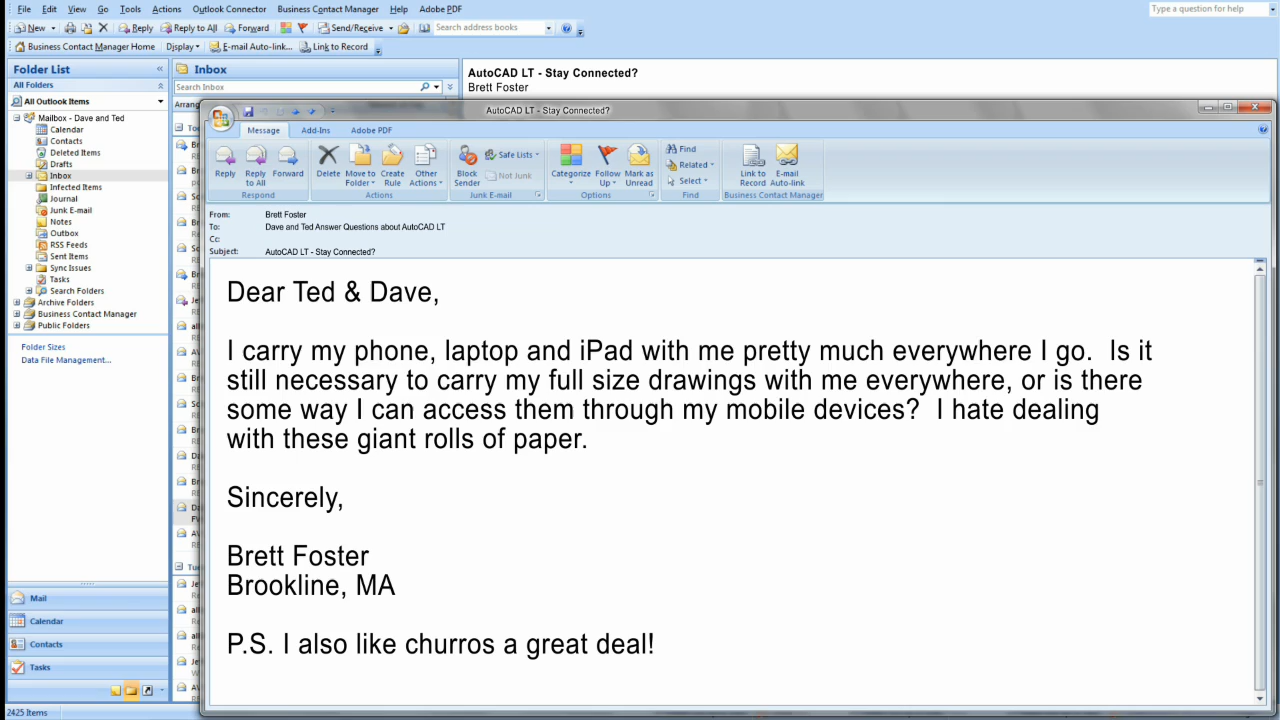 File Edit View Go Tools Actions Outlook Connector Business Contact Manager Help Adobe PDF
Type a question for help
New Reply Reply to All Forward Send/Receive Search address books
Business Contact Manager Home Display E-mail Auto-link... Link to Record
Folder List
All Folders
All Outlook Items
Mailbox - Dave and Ted
Calendar
Contacts
Deleted Items
Drafts
Inbox
Infected Items
Journal
Junk E-mail
Notes
Outbox
RSS Feeds
Sent Items
Sync Issues
Tasks
Search Folders
Archive Folders
Business Contact Manager
Public Folders
Folder Sizes
Data File Management...
Mail
Calendar
Contacts
Tasks
2425 Items
Inbox
Search Inbox
AutoCAD LT - Stay Connected?
Brett Foster
AutoCAD LT - Stay Connected?
Message Add-Ins Adobe PDF
Reply
Reply to All
Forward
Respond
Delete
Move to Folder
Create Rule
Other Actions
Actions
Block Sender
Safe Lists
Not Junk
Junk E-mail
Categorize
Follow Up
Mark as Unread
Options
Find
Related
Select
Find
Link to Record
E-mail Auto-link
Business Contact Manager
From: Brett Foster
To: Dave and Ted Answer Questions about AutoCAD LT
Cc:
Subject: AutoCAD LT - Stay Connected?
Dear Ted & Dave,
I carry my phone, laptop and iPad with me pretty much everywhere I go. Is it
still necessary to carry my full size drawings with me everywhere, or is there
some way I can access them through my mobile devices? I hate dealing
with these giant rolls of paper.
Sincerely,
Brett Foster
Brookline, MA
P.S. I also like churros a great deal!